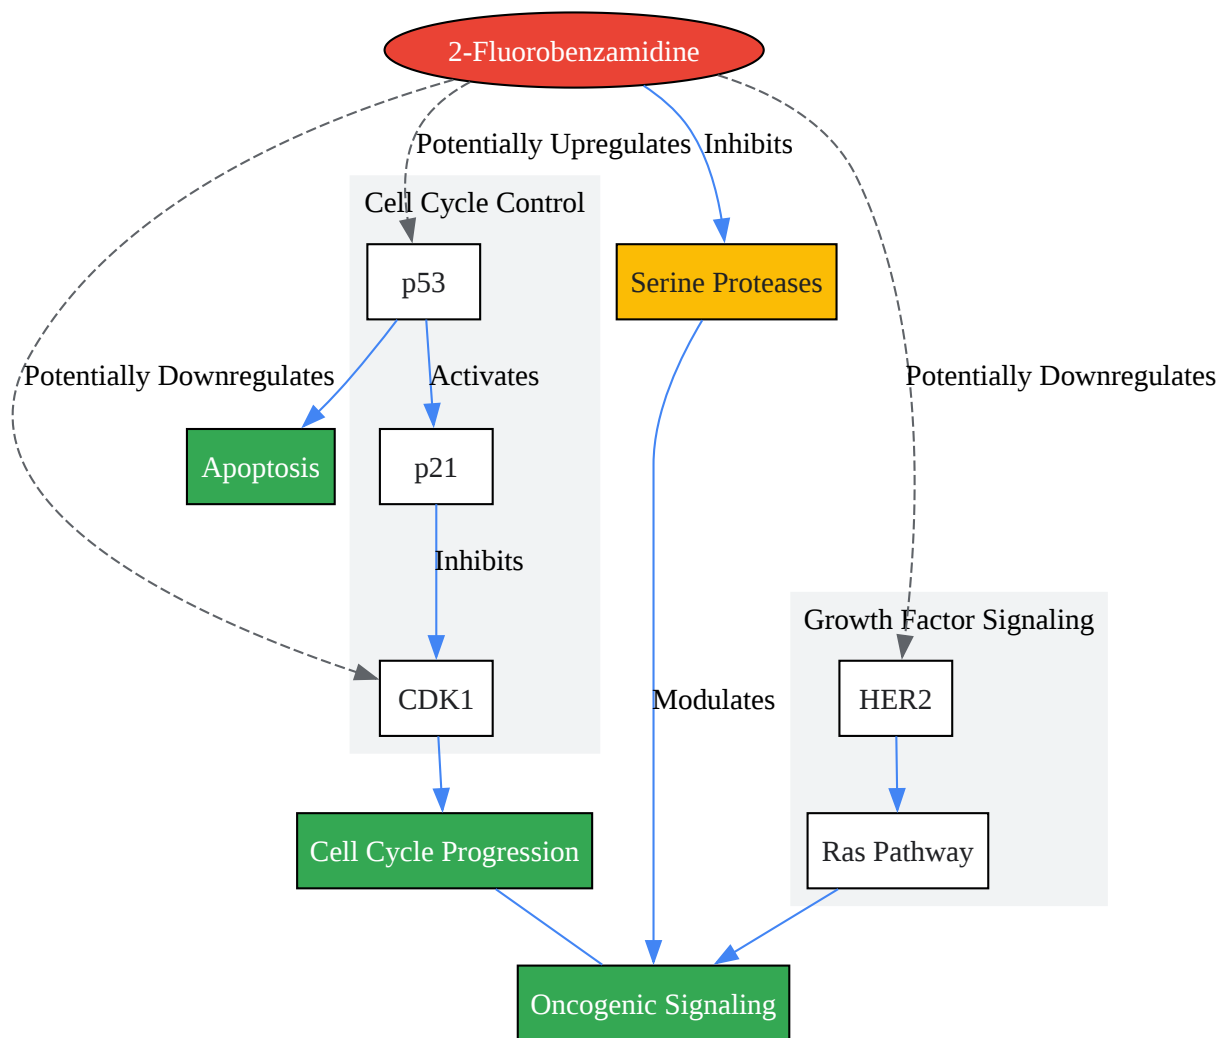 2-Fluorobenzamidine
Potentially Upregulates
Inhibits
Cell Cycle Control
p53
Serine Proteases
Potentially Downregulates
Activates
Potentially Downregulates
Apoptosis
p21
Inhibits
Growth Factor Signaling
CDK1
Modulates
HER2
Cell Cycle Progression
Ras Pathway
Oncogenic Signaling